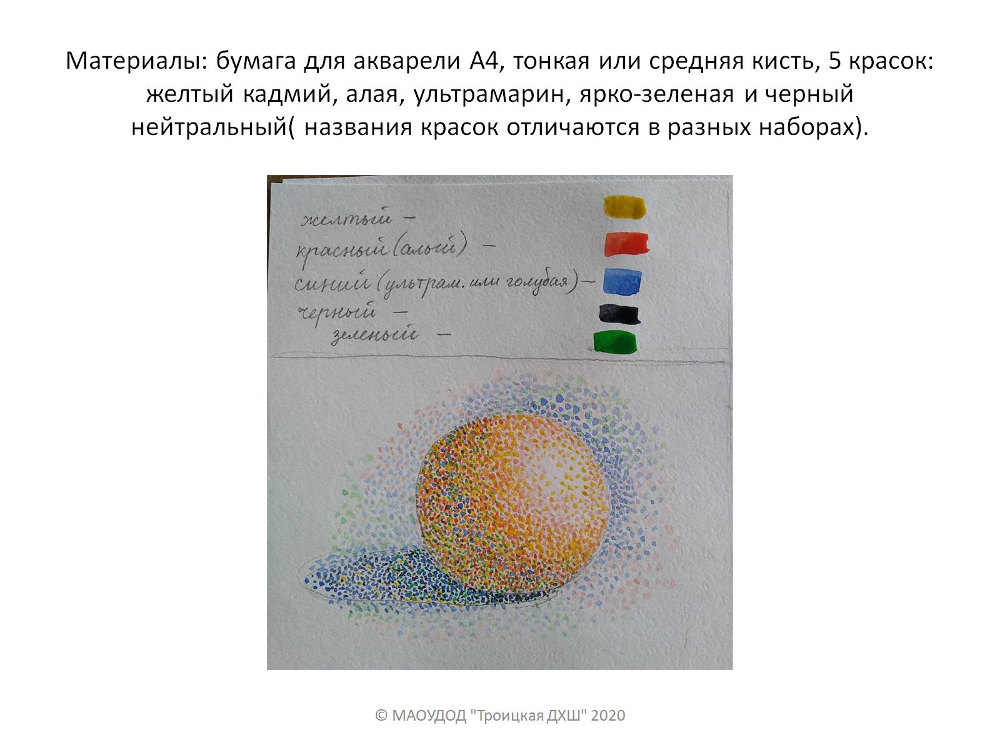 Материалы: бумага для акварели А4, тонкая или средняя кисть, 5 красок:
желтый кадмий, алая, ультрамарин, ярко-зеленая и черный
нейтральный( названия красок отличаются в разных наборах).
желтый –
красный (алый) –
синий (ультрам. или голубая) –
черный –
зеленый –
© МАОУДОД "Троицкая ДХШ" 2020